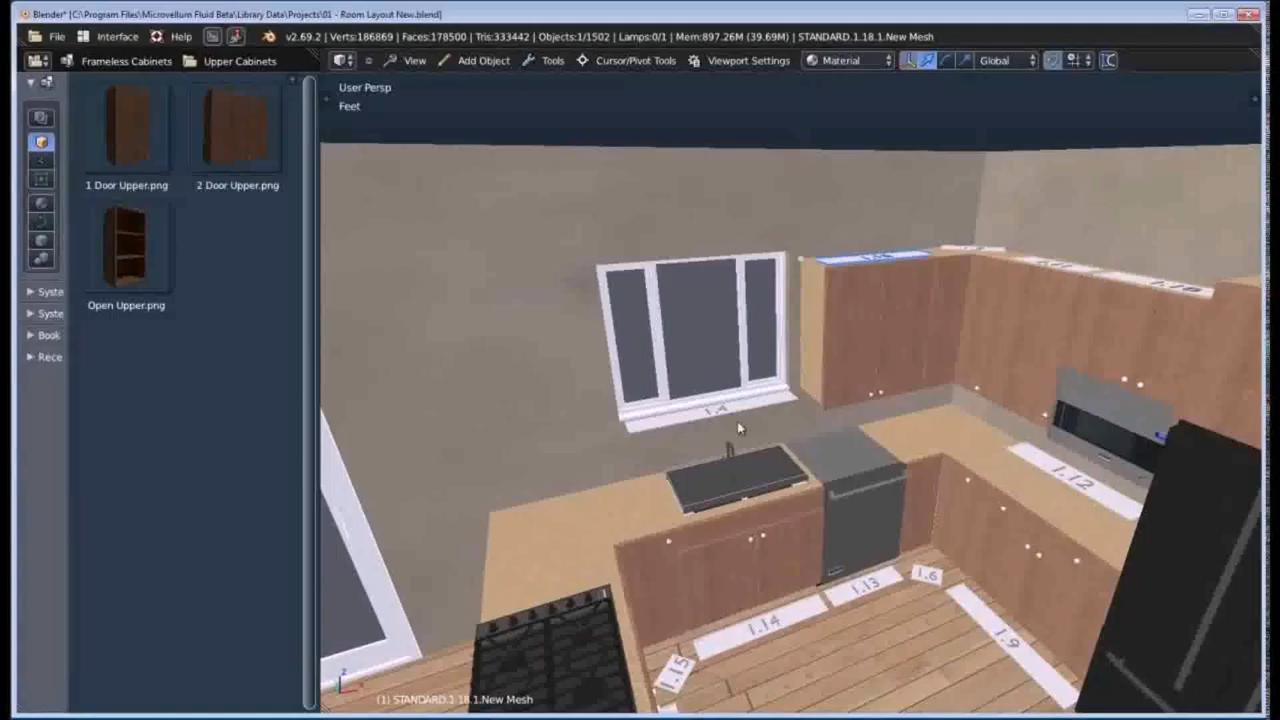 Blender* [C:\Program Files\Microvellum Fluid Beta\Library Data\Projects\01 - Room Layout New.blend]
File Interface Help v2.69.2 | Verts:186869 | Faces:178500 | Tris:333442 | Objects:1/1502 | Lamps:0/1 | Mem:897.26M (39.69M) | STANDARD.1.18.1.New Mesh
Frameless Cabinets Upper Cabinets View Add Object Tools Cursor/Pivot Tools Viewport Settings Material Global
User Persp
Feet
1 Door Upper.png 2 Door Upper.png
Open Upper.png
Syste
Syste
Book
Rece
1.4
1.12
1.6
1.13
1.14
1.9
1.15
(1) STANDARD.1.18.1.New Mesh